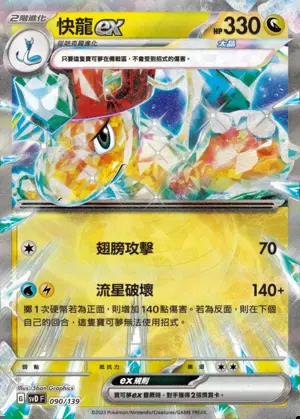 2階進化
快龍ex
HP 330
從哈克龍進化
太晶
只要這隻寶可夢在備戰區,不會受到招式的傷害。
翅膀攻擊 70
流星破壞 140+
擲1次硬幣若為正面,則增加140點傷害。若為反面,則在下個
自己的回合,這隻寶可夢無法使用招式。
弱點 抵抗力 撤退
Illus. 5ban Graphics
G SV3D F 090/139
ex規則
寶可夢ex昏厥時,對手獲得2張獎賞卡。
©2023 Pokémon/Nintendo/Creatures/GAME FREAK